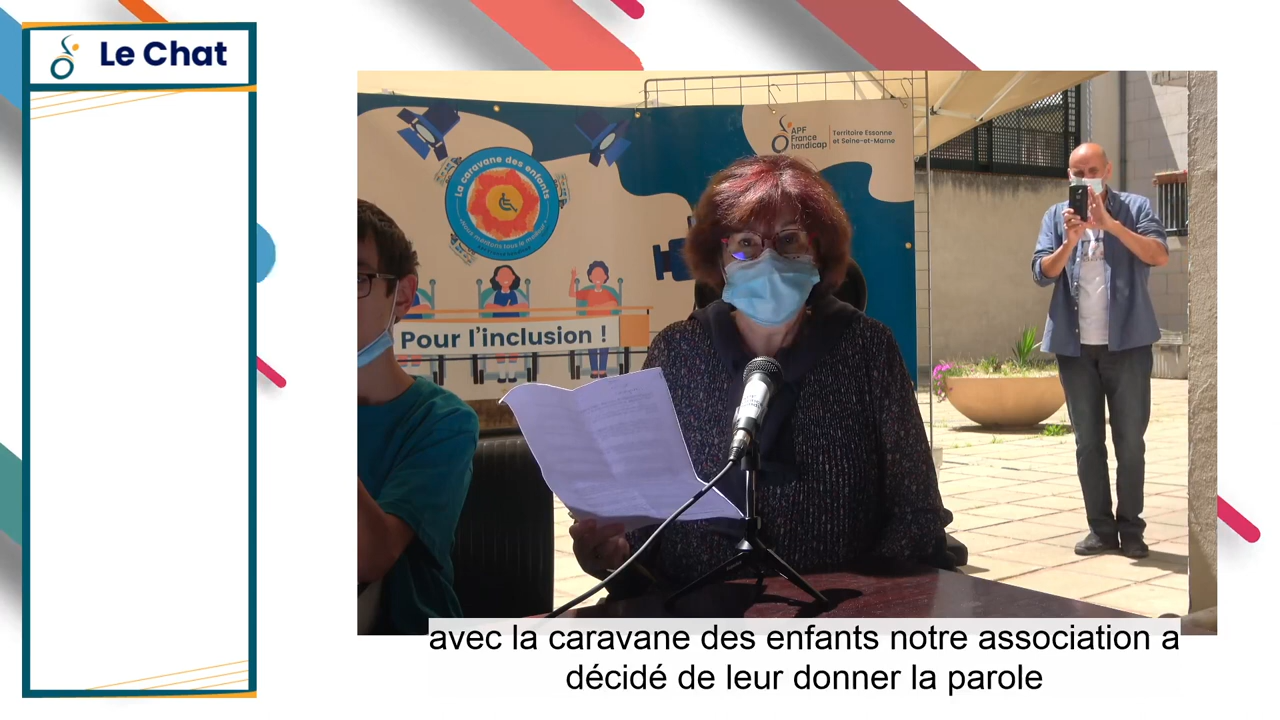 Le Chat
APF
France
handicap
Territoire Essonne
et Seine-et-Marne
La caravane des enfants
Pour l'inclusion !
avec la caravane des enfants notre association a
décidé de leur donner la parole